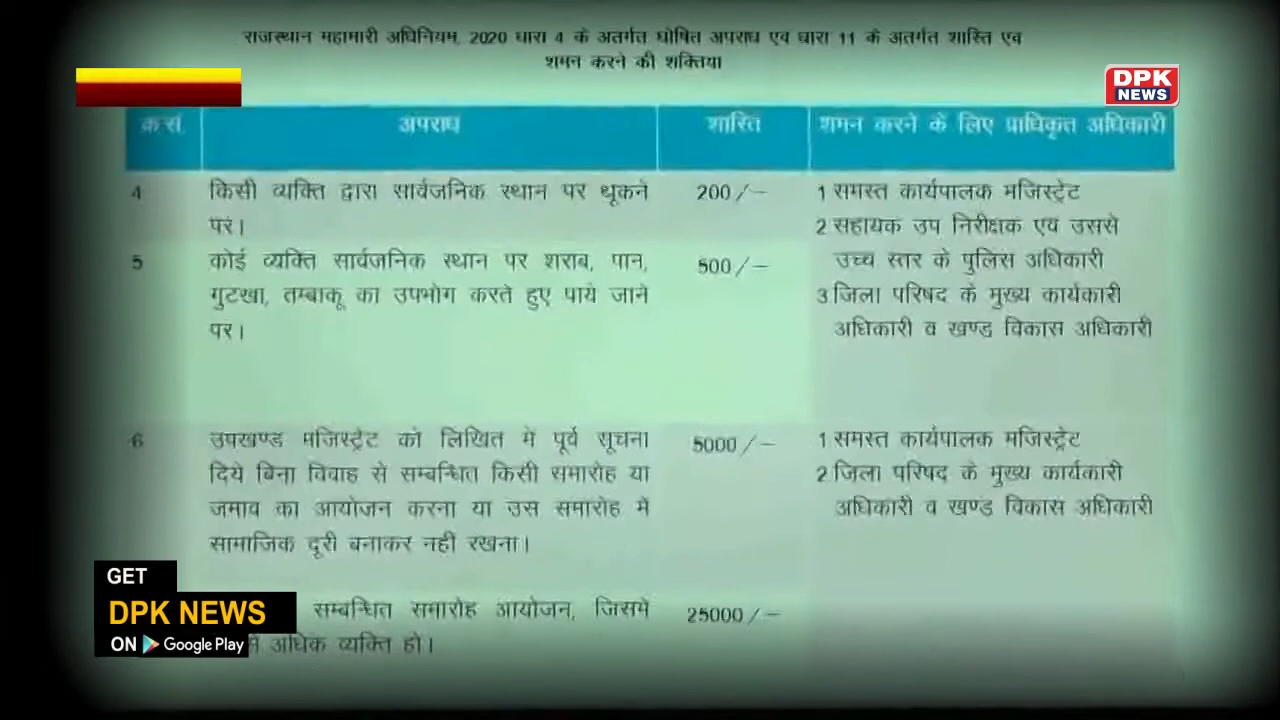 राजस्थान महामारी अधिनियम, 2020 धारा 4 के अतर्गत घोषित अपराध एव धारा 11 के अतर्गत शास्ति एव
शमन करने की शक्तिया
DPK
NEWS
क्र.सं. अपराध शास्ति शमन करने के लिए प्राधिकृत अधिकारी
4 किसी व्यक्ति द्वारा सार्वजनिक स्थान पर थूकने 200/— 1 समस्त कार्यपालक मजिस्ट्रेट
पर। 2 सहायक उप निरीक्षक एव उससे
5 कोई व्यक्ति सार्वजनिक स्थान पर शराब, पान, 500/— उच्च स्तर के पुलिस अधिकारी
गुटखा, तम्बाकू का उपभोग करते हुए पाये जाने 3 जिला परिषद के मुख्य कार्यकारी
पर। अधिकारी व खण्ड विकास अधिकारी
6 उपखण्ड मजिस्ट्रेट को लिखित मे पूर्व सूचना 5000/— 1 समस्त कार्यपालक मजिस्ट्रेट
दिये बिना विवाह से सम्बन्धित किसी समारोह या 2 जिला परिषद के मुख्य कार्यकारी
जमाव का आयोजन करना या उस समारोह में अधिकारी व खण्ड विकास अधिकारी
सामाजिक दूरी बनाकर नहीं रखना।
सम्बन्धित समारोह आयोजन, जिसमे 25000/—
अधिक व्यक्ति हो।
GET
DPK NEWS
ON Google Play